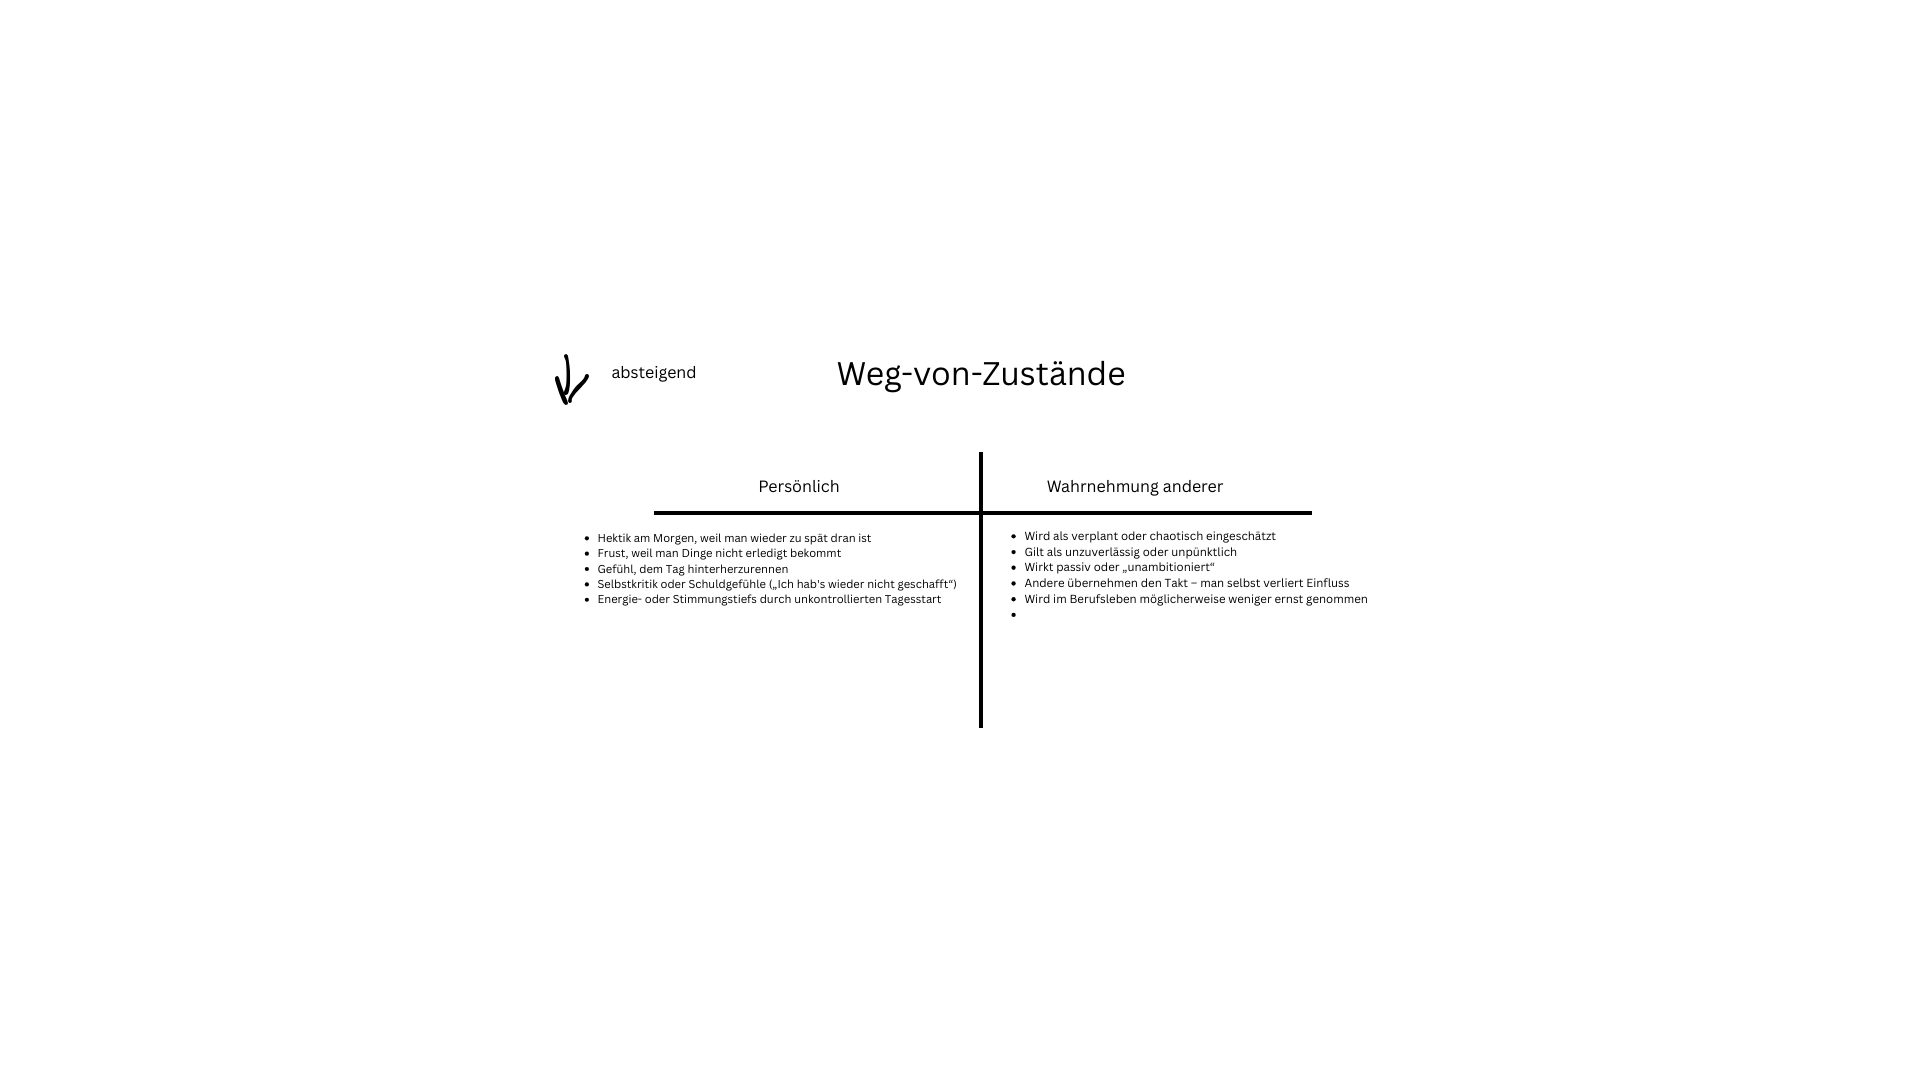 absteigend
Weg-von-Zustände
Persönlich
Wahrnehmung anderer
Hektik am Morgen, weil man wieder zu spät dran ist
Frust, weil man Dinge nicht erledigt bekommt
Gefühl, dem Tag hinterherzurennen
Selbstkritik oder Schuldgefühle („Ich hab's wieder nicht geschafft“)
Energie- oder Stimmungstiefs durch unkontrollierten Tagesstart
Wird als verplant oder chaotisch eingeschätzt
Gilt als unzuverlässig oder unpünktlich
Wirkt passiv oder „unambitioniert“
Andere übernehmen den Takt – man selbst verliert Einfluss
Wird im Berufsleben möglicherweise weniger ernst genommen